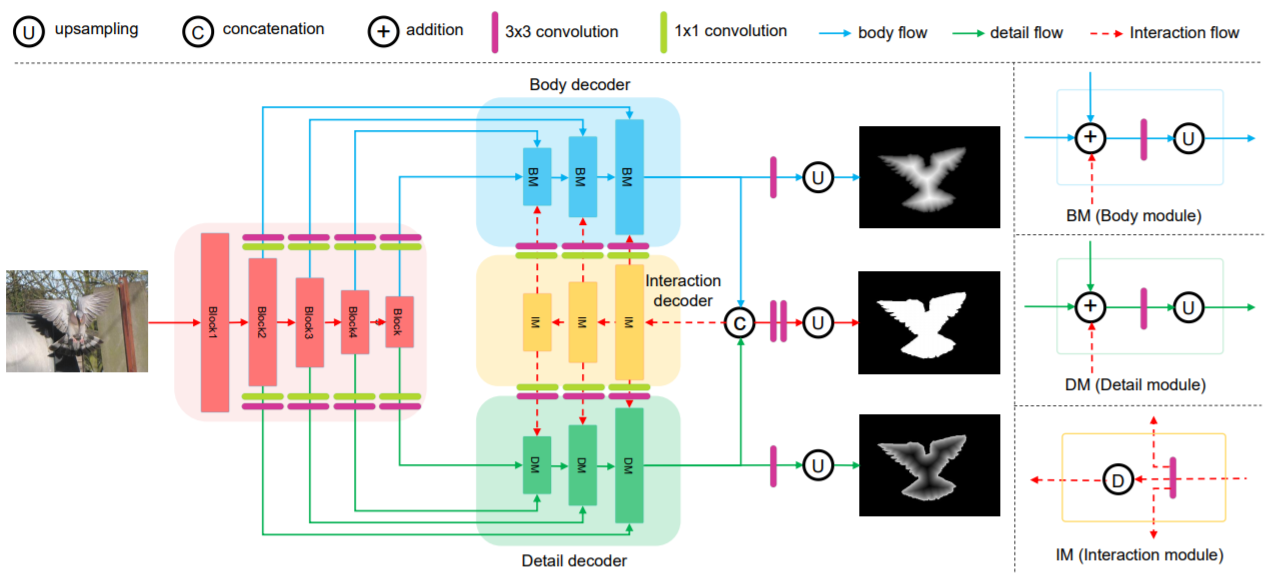 U upsampling C concatenation + addition 3x3 convolution 1x1 convolution body flow detail flow Interaction flow
Body decoder
BM BM BM
U
+ U
BM (Body module)
Block1 Block2 Block3 Block4 Block
Interaction
decoder
IM IM IM
C
U
+ U
DM (Detail module)
DM DM DM
U
D
Detail decoder
IM (Interaction module)